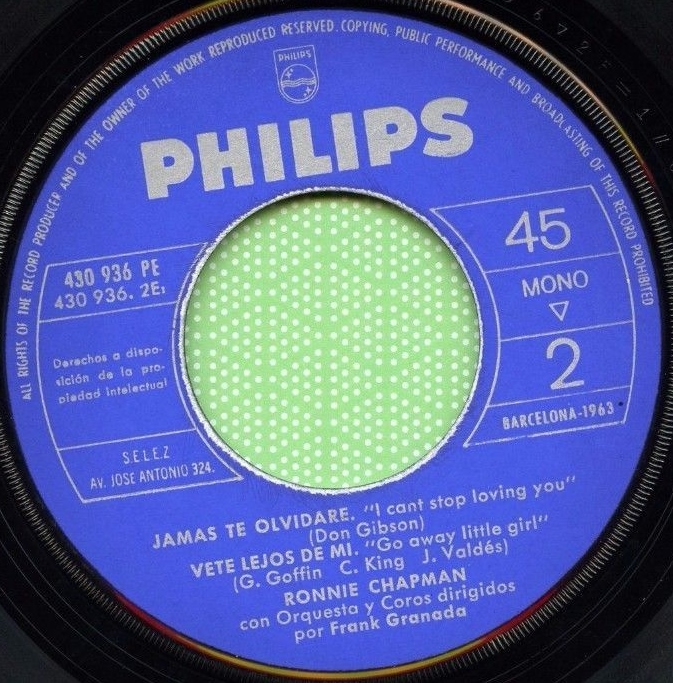 ALL RIGHTS OF THE RECORD PRODUCER AND OF THE OWNER OF THE WORK REPRODUCED RESERVED. COPYING, PUBLIC PERFORMANCE AND BROADCASTING OF THIS RECORD PROHIBITED
PHILIPS
PHILIPS
430 936 PE
430 936. 2E
Derechos a dispo-
sición de la pro-
piedad intelectual
S.E.L.E.Z
AV. JOSE ANTONIO 324.
45
MONO
2
BARCELONA-1963
JAMAS TE OLVIDARE. "I cant stop loving you"
(Don Gibson)
VETE LEJOS DE MI. "Go away little girl"
(G. Goffin C. King J. Valdés)
RONNIE CHAPMAN
con Orquesta y Coros dirigidos
por Frank Granada